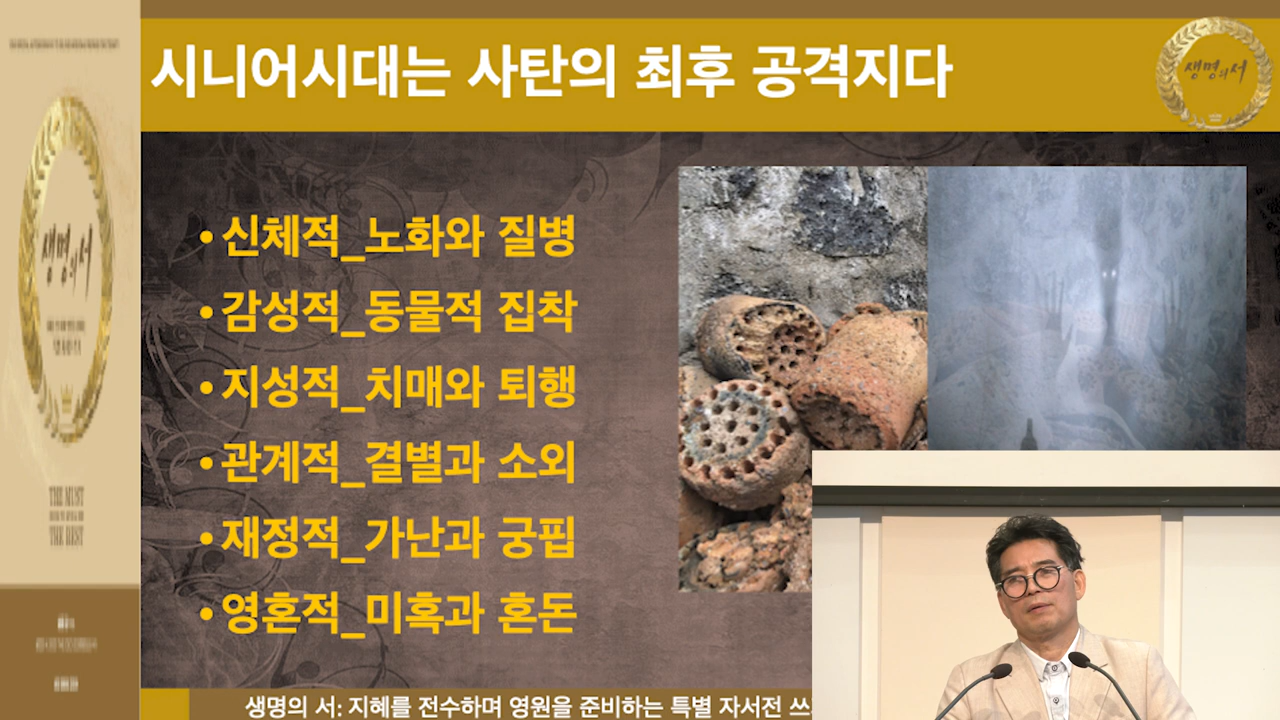 시니어시대는 사탄의 최후 공격지다
생명의서
• 신체적_노화와 질병
• 감성적_동물적 집착
• 지성적_치매와 퇴행
• 관계적_결별과 소외
• 재정적_가난과 궁핍
• 영혼적_미혹과 혼돈
생명의서
THE MUST
THE BEST
생명의 서: 지혜를 전수하며 영원을 준비하는 특별 자서전 쓰